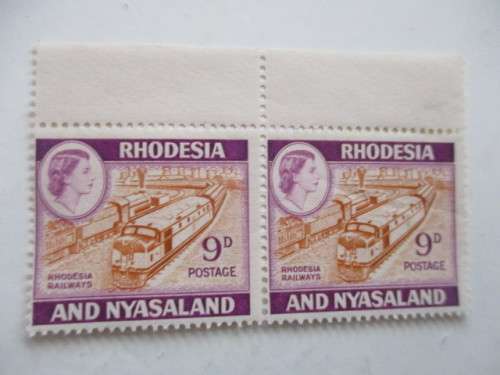 RHODESIA
9D
POSTAGE
RHODESIA
RAILWAYS
AND NYASALAND
RHODESIA
9D
POSTAGE
RHODESIA
RAILWAYS
AND NYASALAND